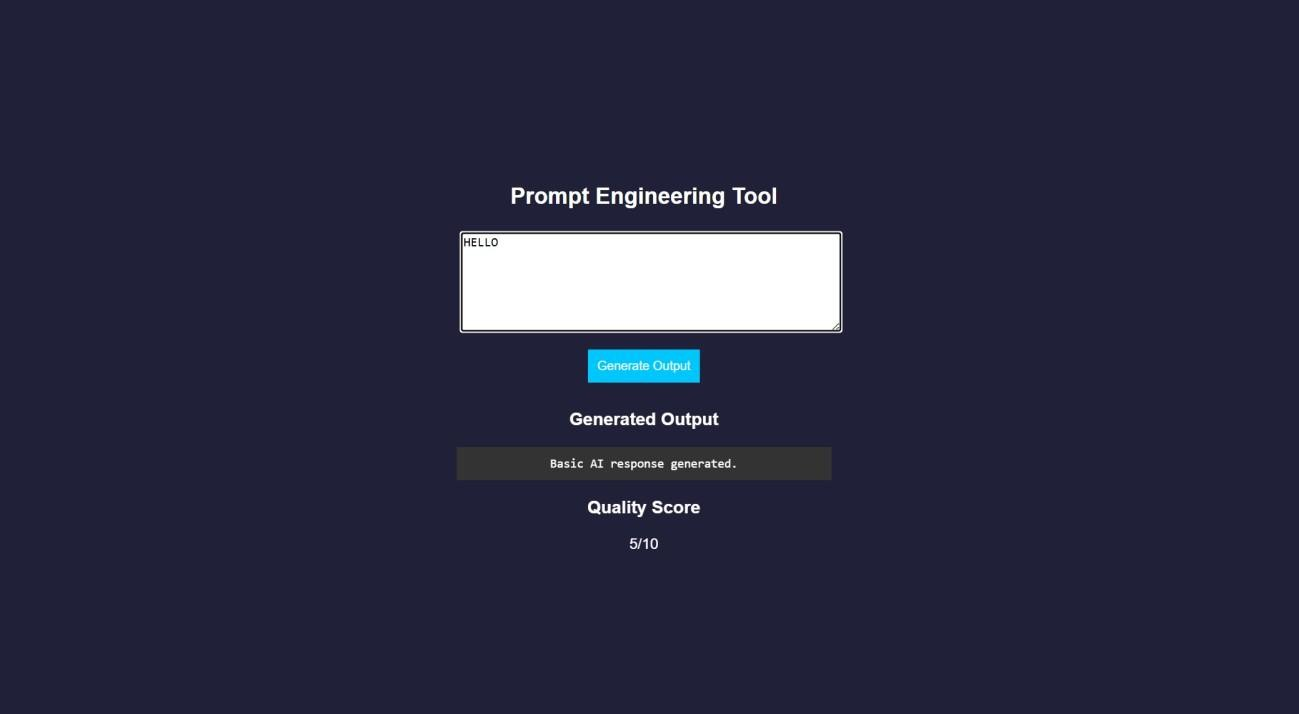 Prompt Engineering Tool
HELLO
Generate Output
Generated Output
Basic AI response generated.
Quality Score
5/10